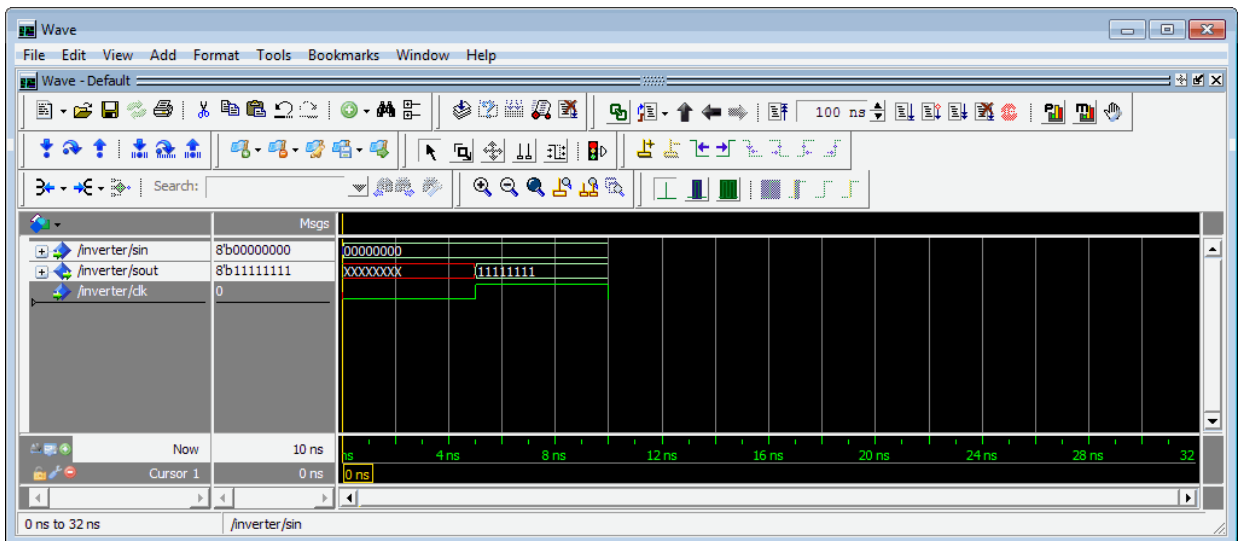 Wave
File Edit View Add Format Tools Bookmarks Window Help
Wave - Default
100 ns
Search:
Msgs
/inverter/sin 8'b00000000 00000000
/inverter/sout 8'b11111111 XXXXXXXX 11111111
/inverter/clk 0
Now 10 ns ns 4 ns 8 ns 12 ns 16 ns 20 ns 24 ns 28 ns 32
Cursor 1 0 ns 0 ns
0 ns to 32 ns /inverter/sin